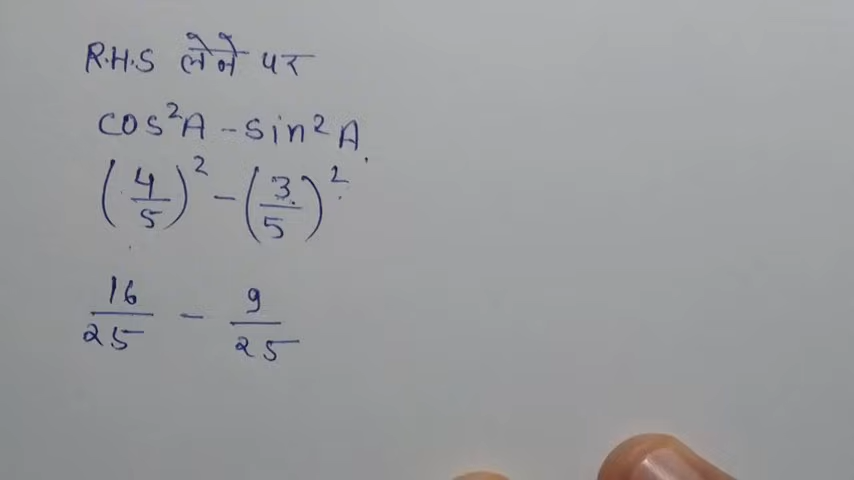 R.H.S लेने पर
cos²A - sin²A.
(4/5)² - (3/5)²
16/25 - 9/25